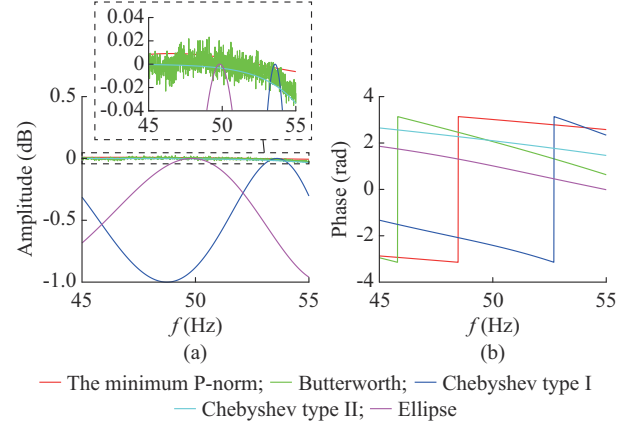 0.04
0.02
0
-0.02
-0.04
45
50
55
0.5
0
-0.5
-1.0
45
50
55
Amplitude (dB)
f (Hz)
(a)
4
2
0
-2
-4
45
50
55
Phase (rad)
f (Hz)
(b)
The minimum P-norm; Butterworth; Chebyshev type I
Chebyshev type II; Ellipse